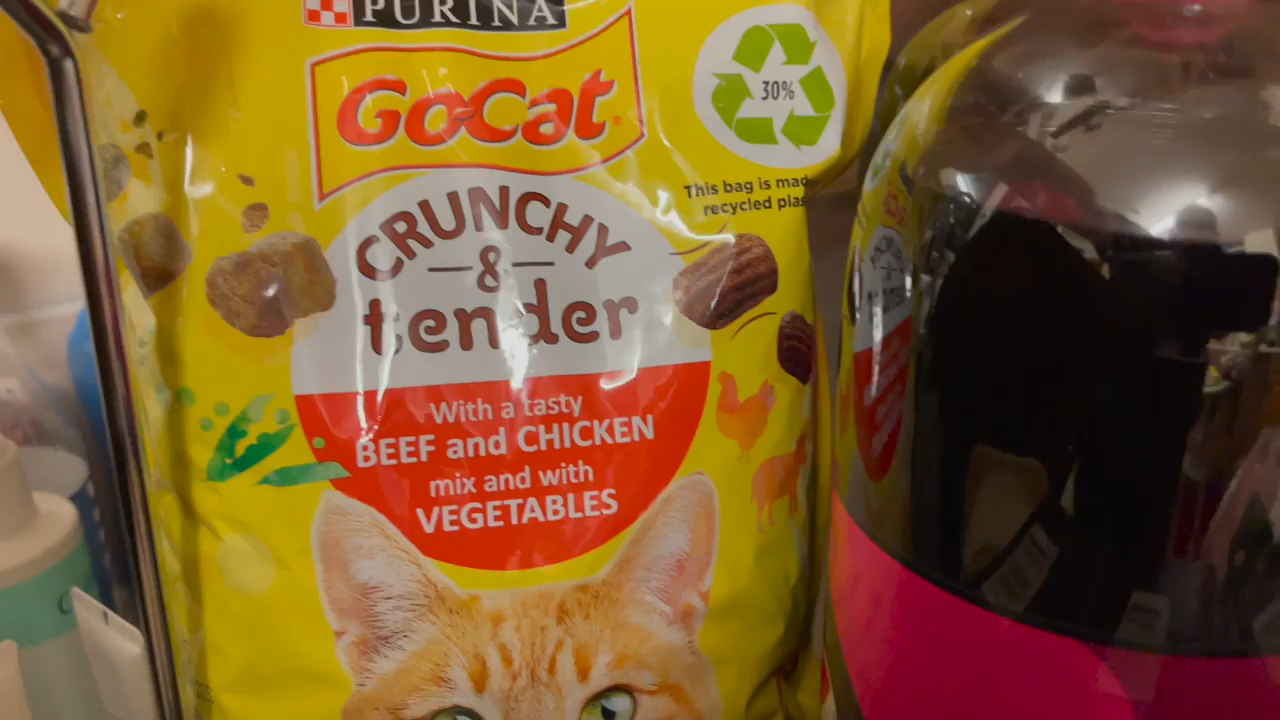 PURINA
GoCat
30%
This bag is mad
recycled plas
CRUNCHY
&
tender
With a tasty
BEEF and CHICKEN
mix and with
VEGETABLES